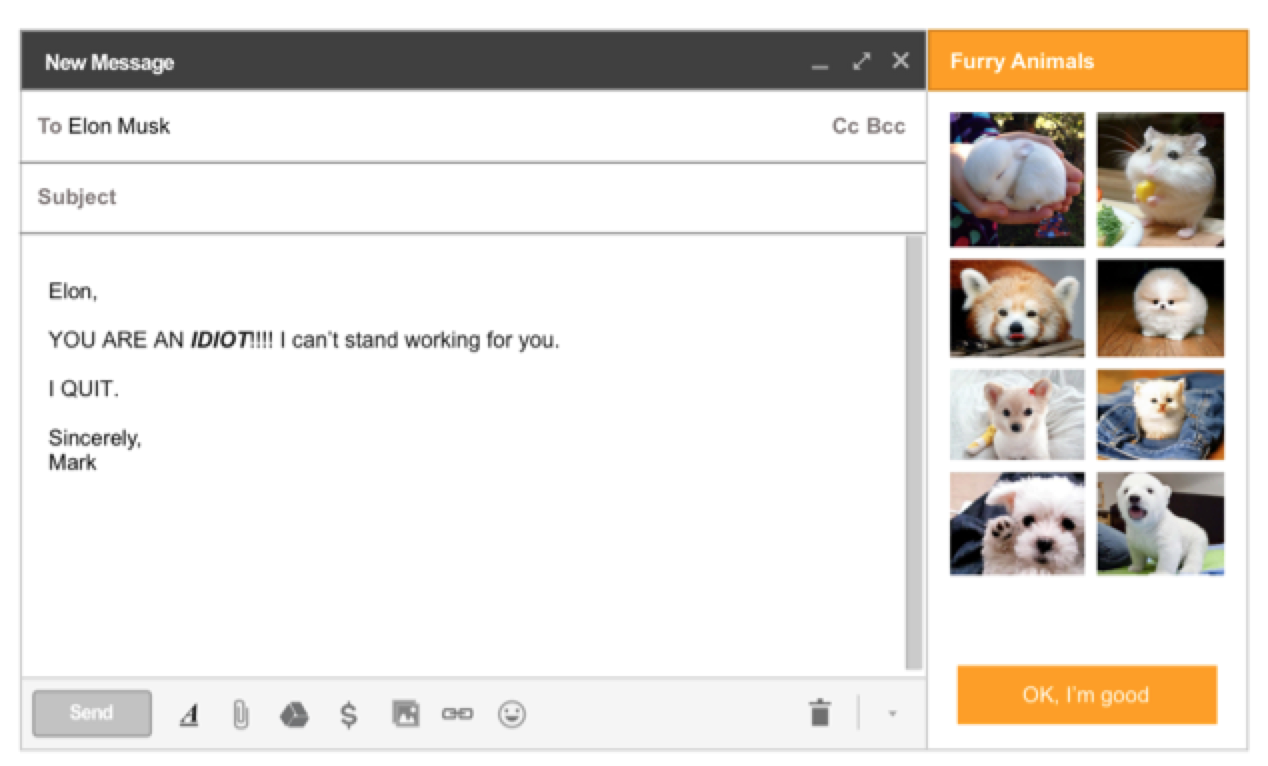 New Message
To Elon Musk
Cc Bcc
Subject
Elon,
YOU ARE AN IDIOT!!!! I can't stand working for you.
I QUIT.
Sincerely,
Mark
Send
A
$
Furry Animals
OK, I'm good